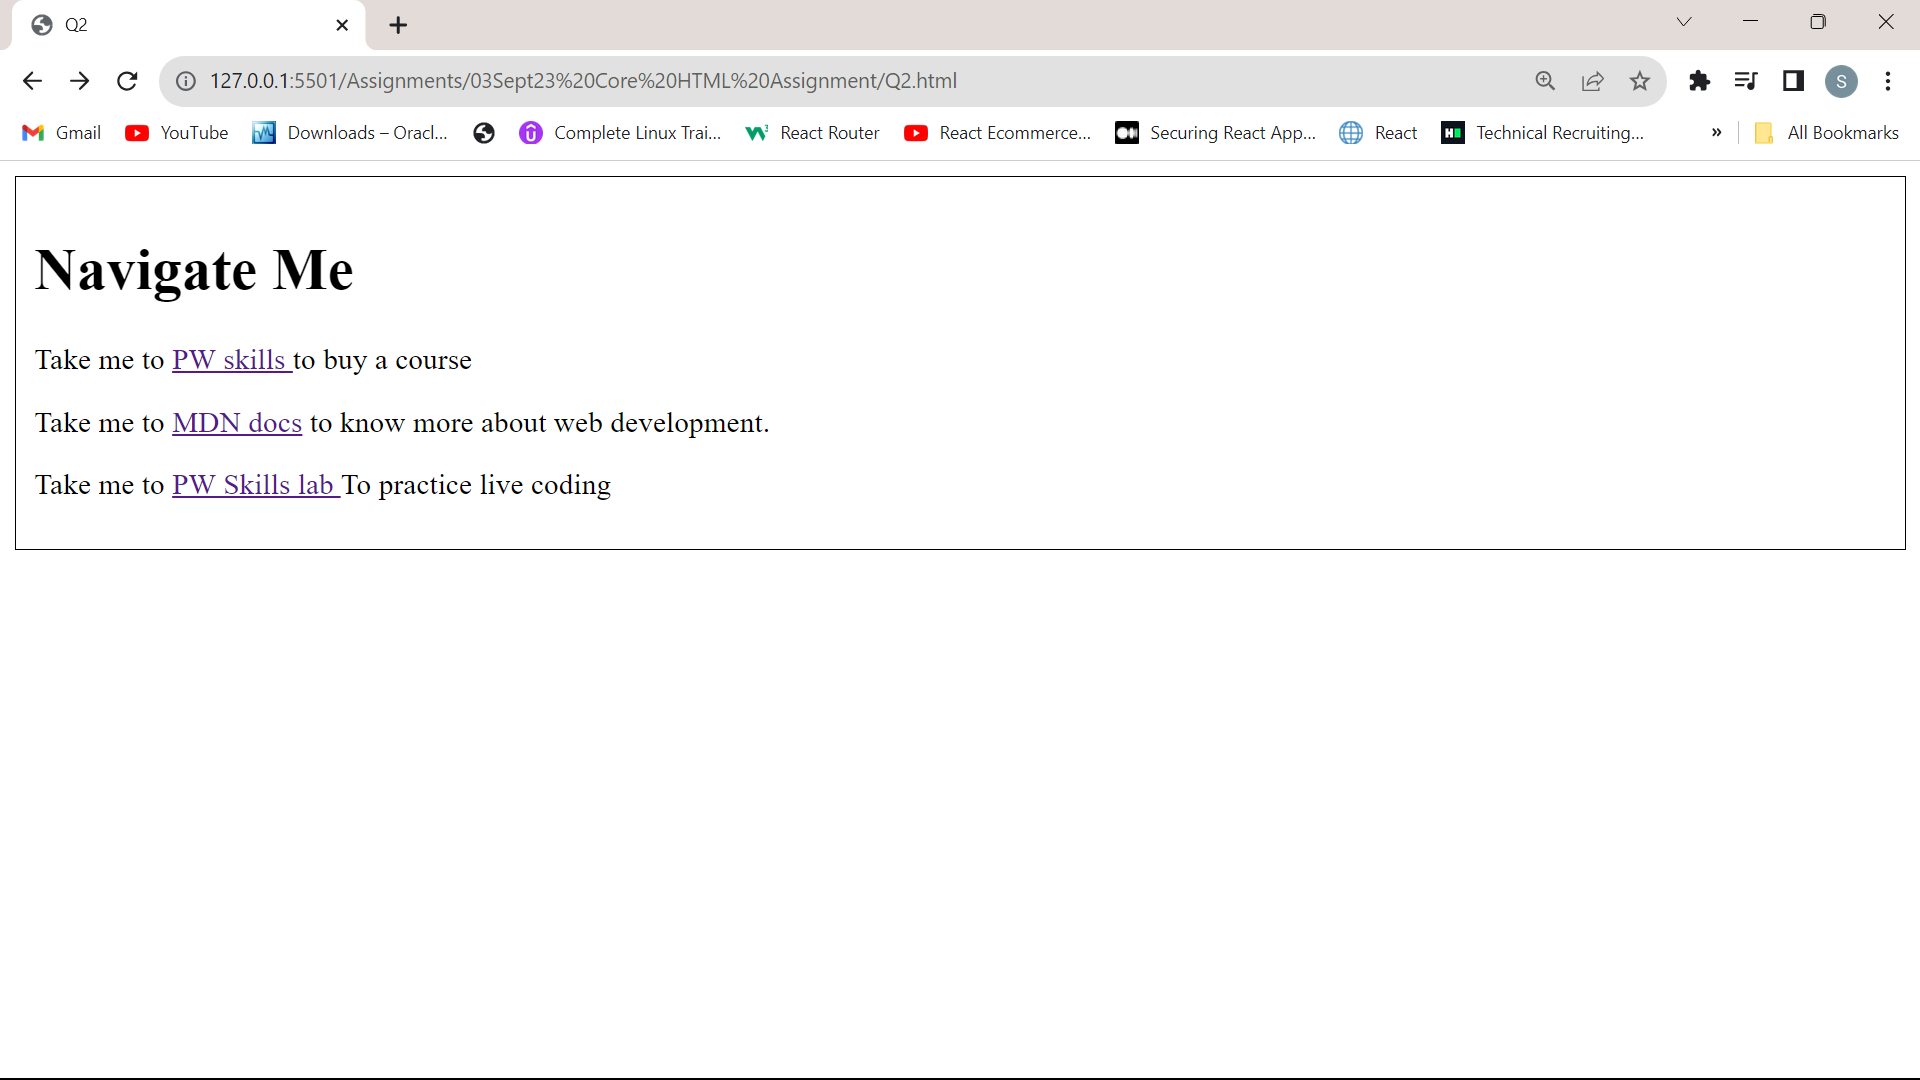 Q2
127.0.0.1:5501/Assignments/03Sept23%20Core%20HTML%20Assignment/Q2.html
S
Gmail YouTube Downloads – Oracl... Complete Linux Trai... React Router React Ecommerce... Securing React App... React Technical Recruiting... » All Bookmarks
Navigate Me
Take me to PW skills to buy a course
Take me to MDN docs to know more about web development.
Take me to PW Skills lab To practice live coding